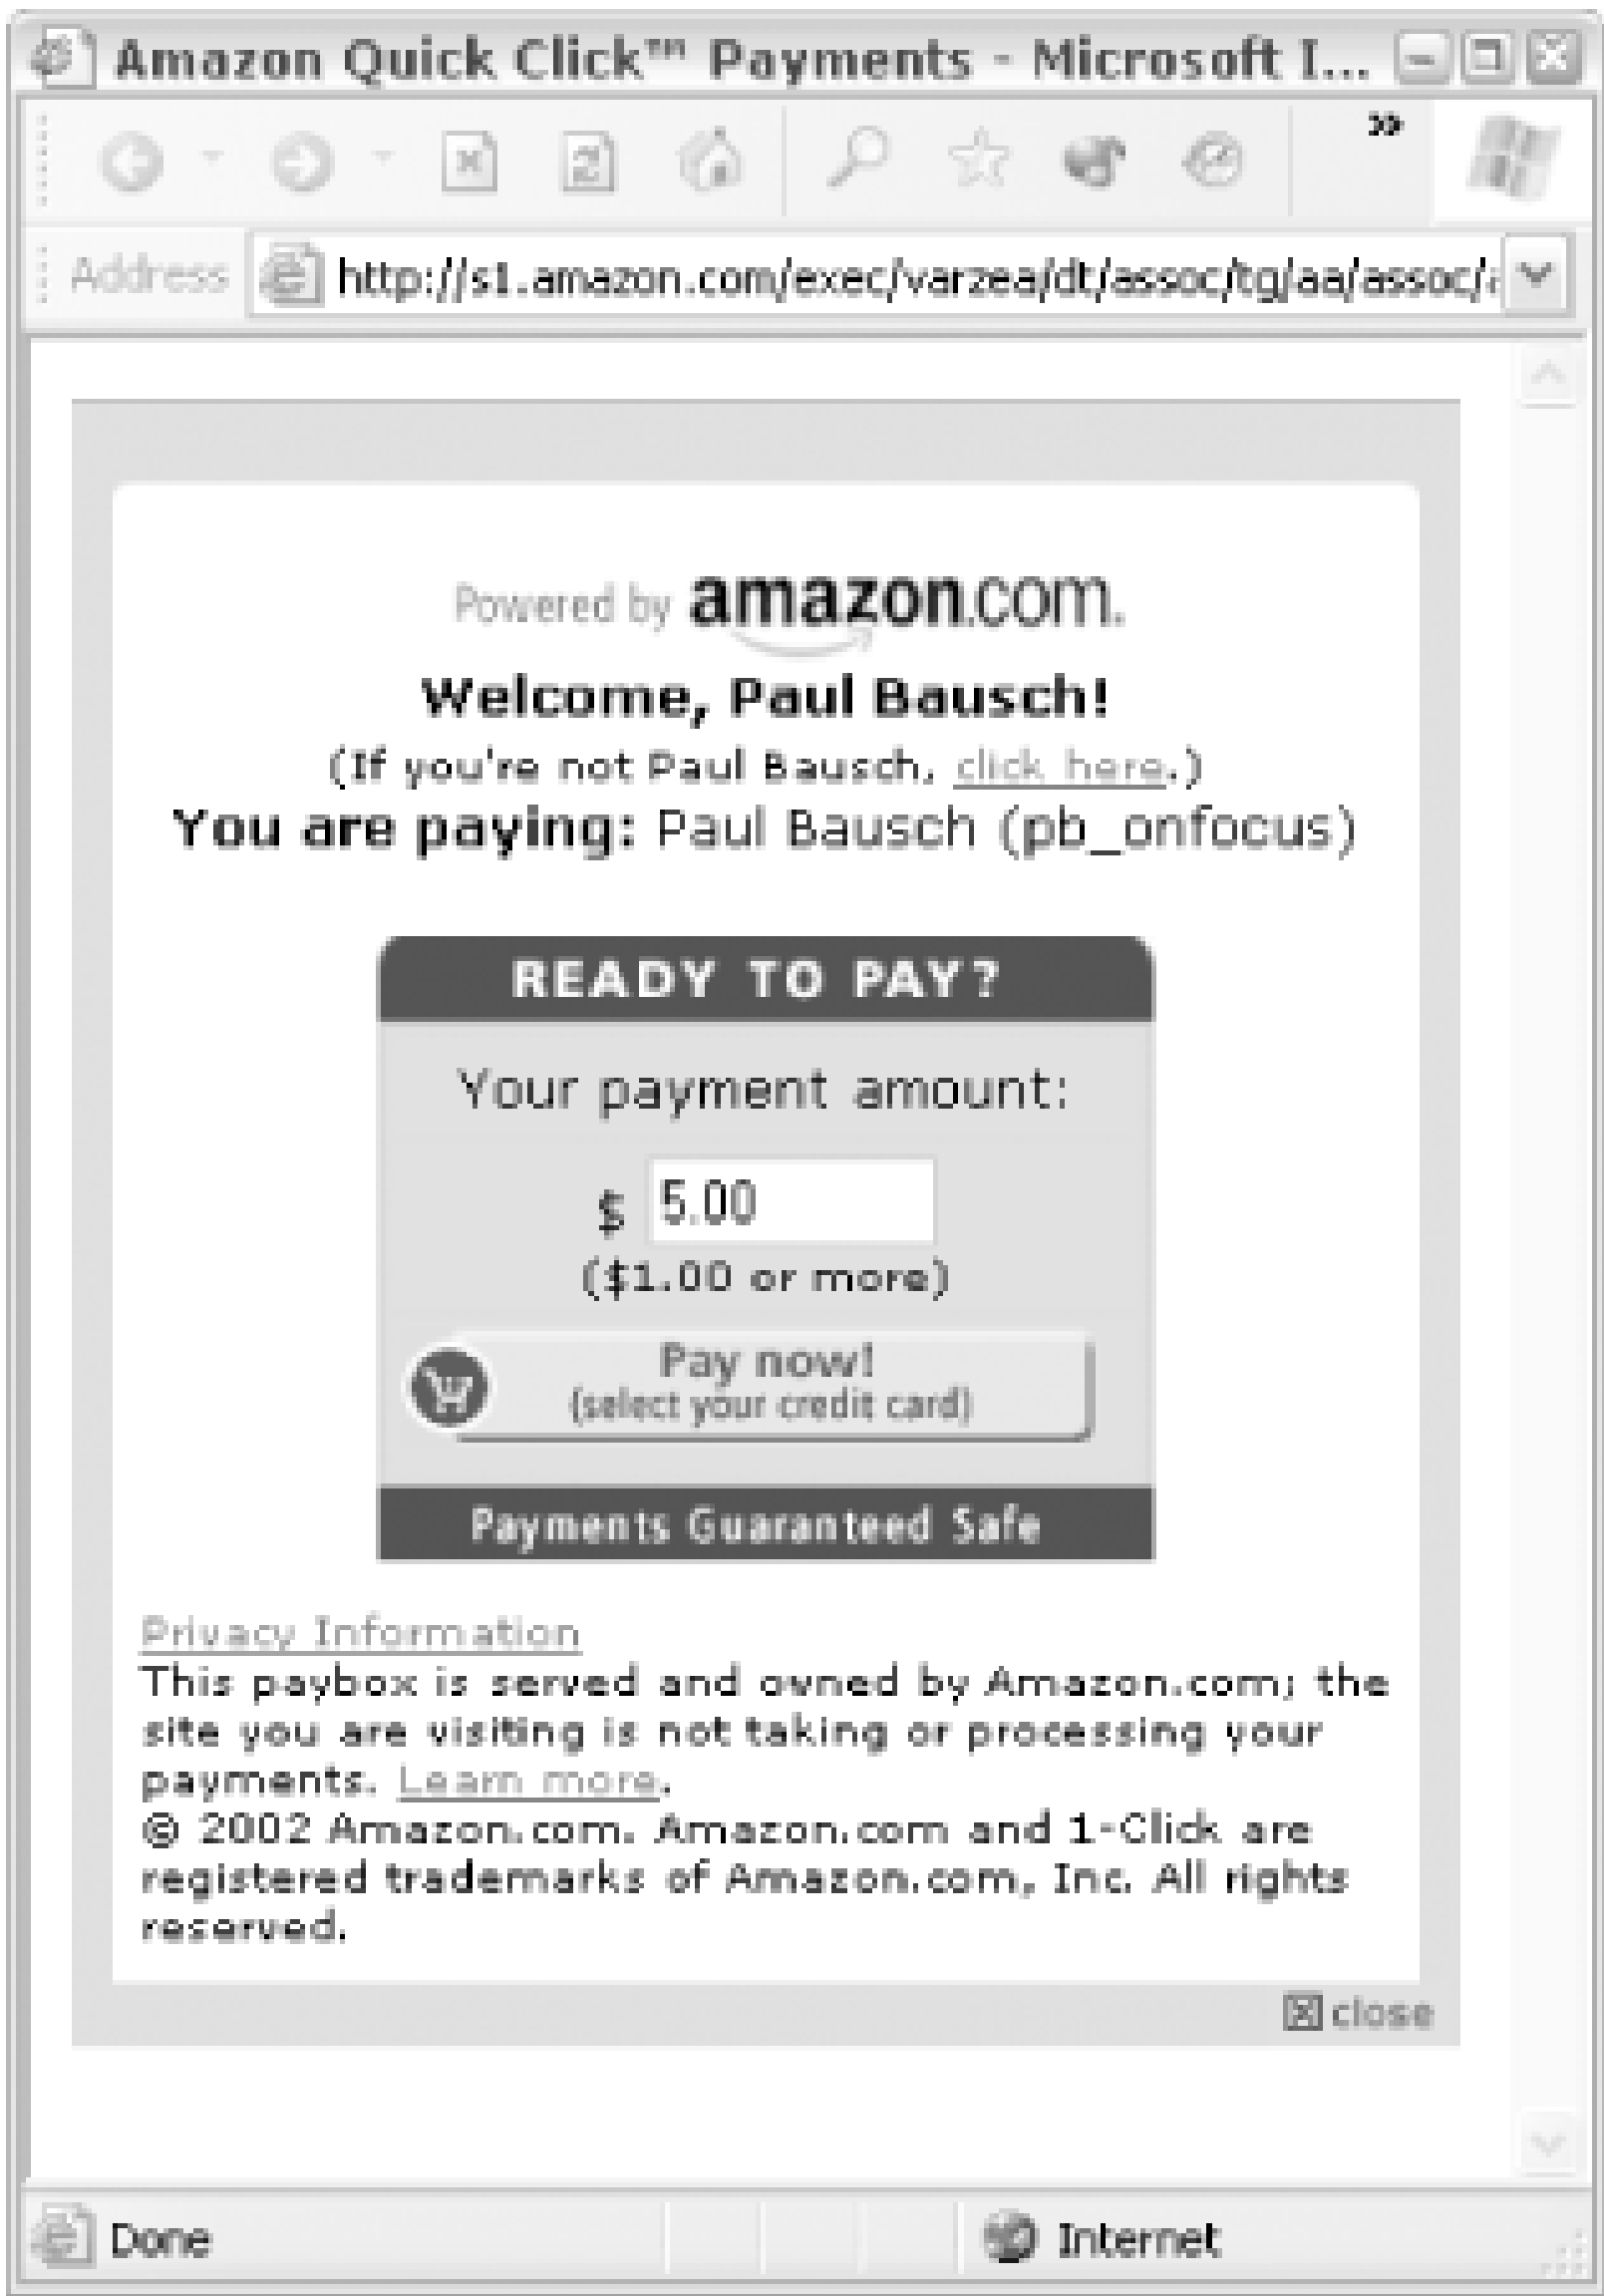 Amazon Quick Click™ Payments - Microsoft I...
»
Address http://s1.amazon.com/exec/varzea/dt/assoc/tg/aa/assoc/
Powered by amazon.com.
Welcome, Paul Bausch!
(If you're not Paul Bausch, click here.)
You are paying: Paul Bausch (pb_onfocus)
READY TO PAY?
Your payment amount:
$ 5.00
($1.00 or more)
Pay now!
(select your credit card)
Payments Guaranteed Safe
Privacy Information
This paybox is served and owned by Amazon.com; the
site you are visiting is not taking or processing your
payments. Learn more.
© 2002 Amazon.com. Amazon.com and 1-Click are
registered trademarks of Amazon.com, Inc. All rights
reserved.
close
Done Internet